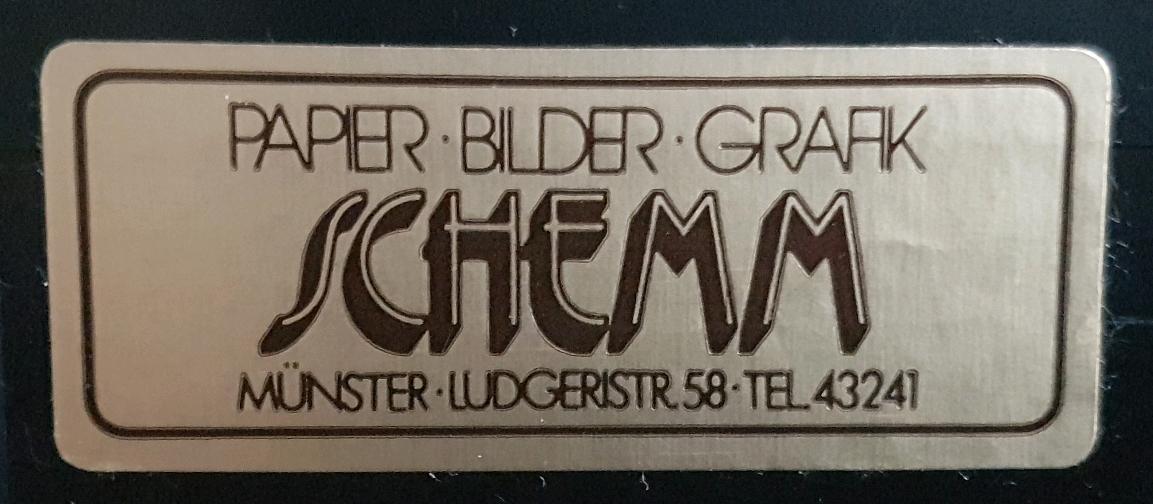 PAPIER · BILDER · GRAFIK
SCHEMM
MÜNSTER · LUDGERISTR. 58 · TEL. 43241